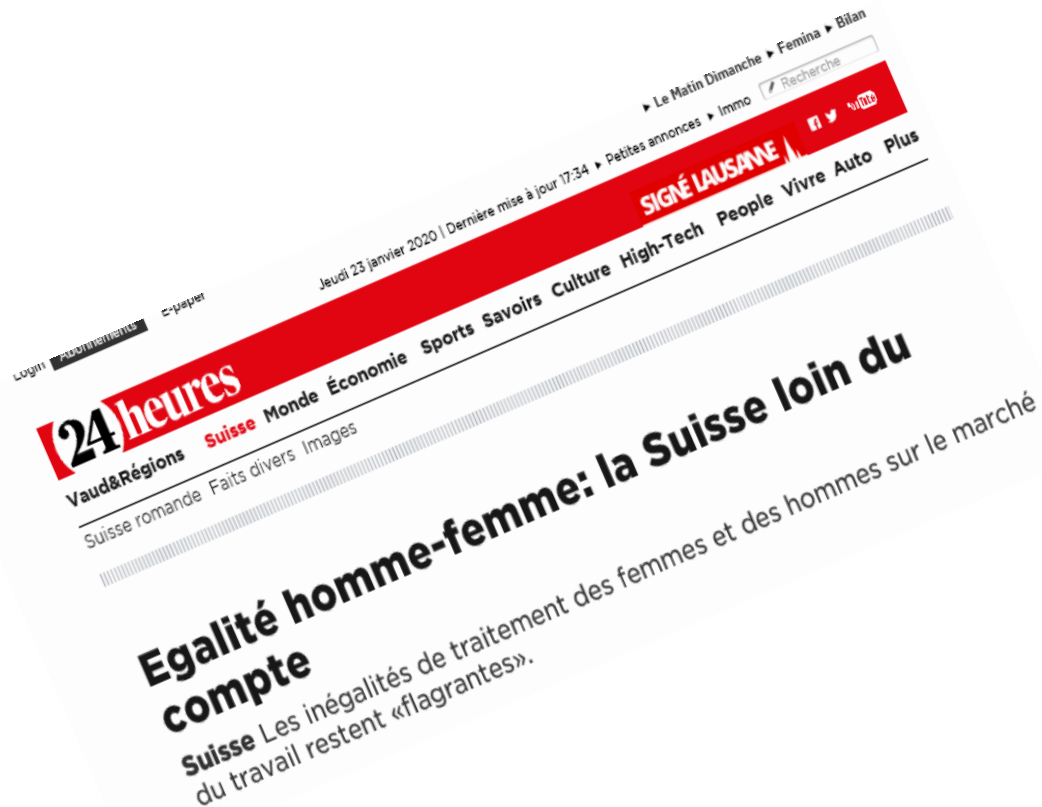 ▸ Le Matin Dimanche ▸ Femina ▸ Bilan
Login Abonnements E-paper
Jeudi 23 janvier 2020 | Dernière mise à jour 17:34 ▸ Petites annonces ▸ Immo Recherche
(24)heures
SIGNÉ LAUSANNE
YouTube
Vaud&Régions Suisse Monde Économie Sports Savoirs Culture High-Tech People Vivre Auto Plus
Suisse romande Faits divers Images
Egalité homme-femme: la Suisse loin du
compte
Suisse Les inégalités de traitement des femmes et des hommes sur le marché
du travail restent «flagrantes».